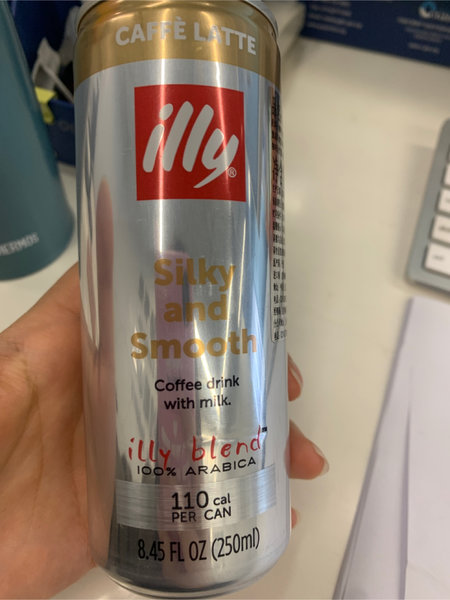 CAFFÈ LATTE
illy®
Silky
and
Smooth
Coffee drink
with milk.
illy blend™
100% ARABICA
110 cal
PER CAN
8.45 FL OZ (250ml)